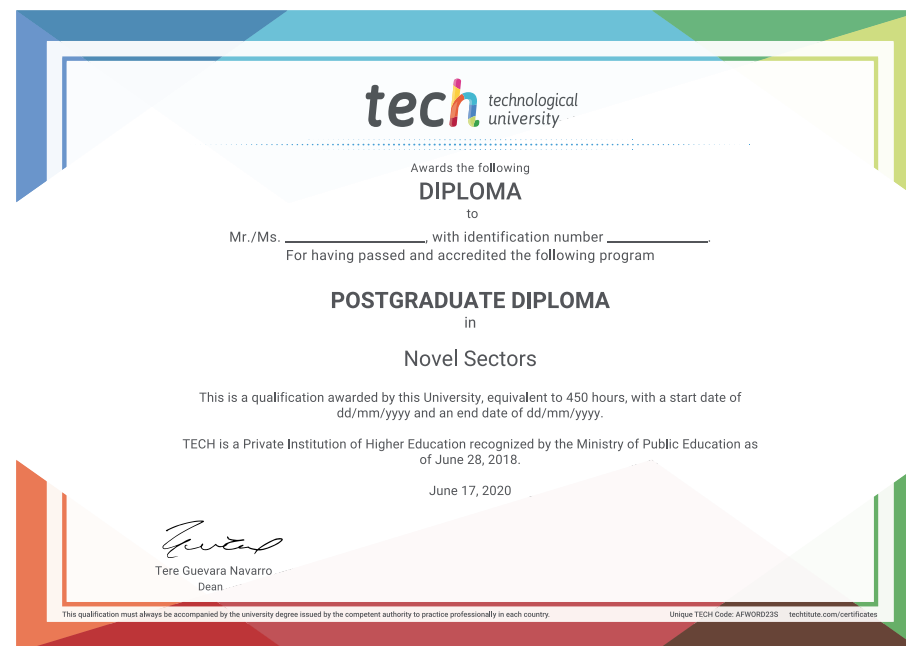 tech technological
university
Awards the following
DIPLOMA
to
Mr./Ms. ____________, with identification number ____________.
For having passed and accredited the following program
POSTGRADUATE DIPLOMA
in
Novel Sectors
This is a qualification awarded by this University, equivalent to 450 hours, with a start date of
dd/mm/yyyy and an end date of dd/mm/yyyy.
TECH is a Private Institution of Higher Education recognized by the Ministry of Public Education as
of June 28, 2018.
June 17, 2020
Tere Guevara Navarro
Dean
This qualification must always be accompanied by the university degree issued by the competent authority to practice professionally in each country.
Unique TECH Code: AFWORD23S techtitute.com/certificates